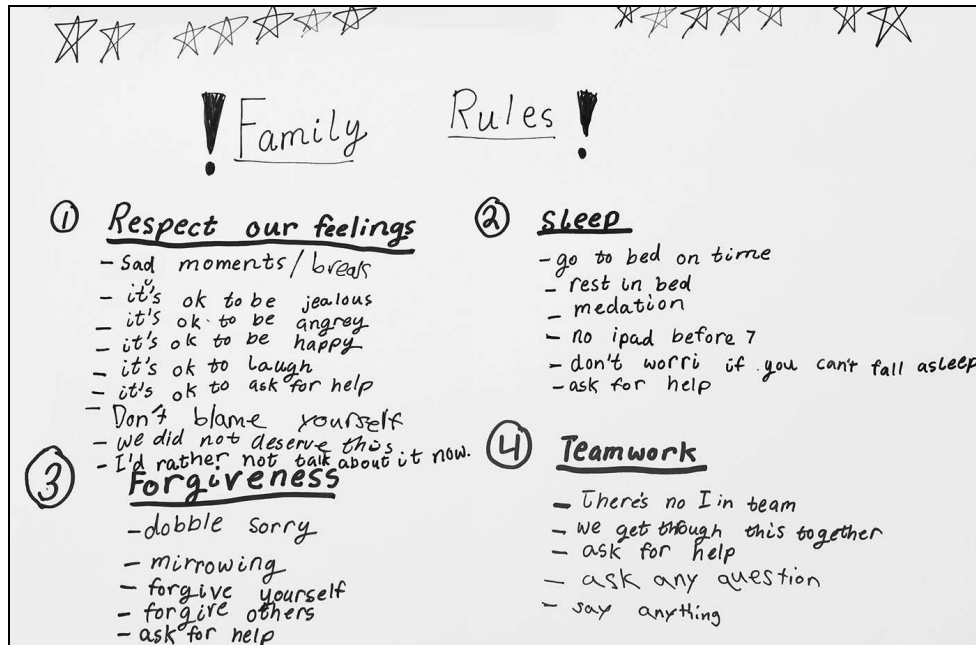 ! Family Rules !
① Respect our feelings
- Sad moments / break
- it's ok to be jealous
- it's ok to be angrey
- it's ok to be happy
- it's ok to laugh
- it's ok to ask for help
- Don't blame yourself
- we did not deserve this
- I'd rather not talk about it now.
② Sleep
- go to bed on time
- rest in bed
- medation
- no ipad before 7
- don't worri if you can't fall asleep
- ask for help
③ Forgiveness
- dobble sorry
- mirrowing
- forgive yourself
- forgive others
- ask for help
④ Teamwork
- There's no I in team
- we get though this together
- ask for help
- ask any question
- say anything